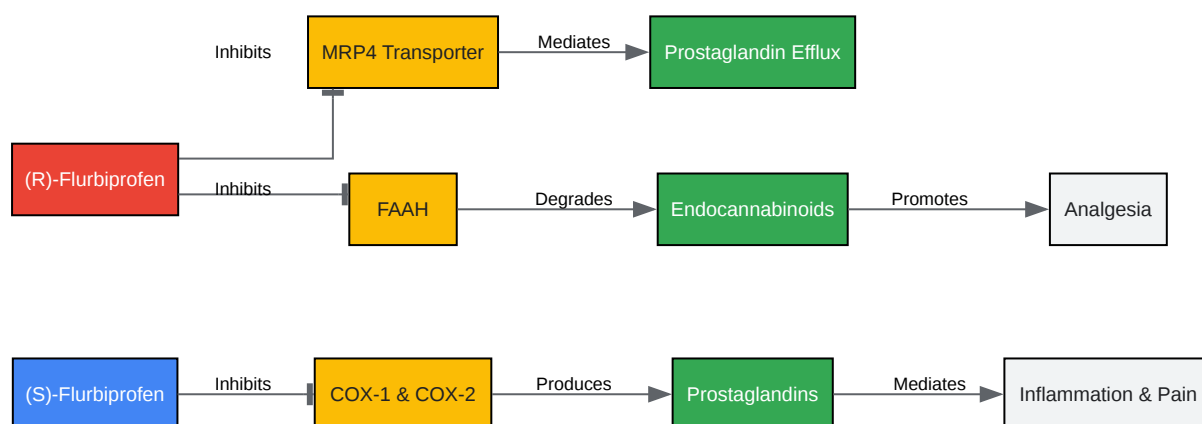 Inhibits
MRP4 Transporter
Mediates
Prostaglandin Efflux
(R)-Flurbiprofen
Inhibits
FAAH
Degrades
Endocannabinoids
Promotes
Analgesia
(S)-Flurbiprofen
Inhibits
COX-1 & COX-2
Produces
Prostaglandins
Mediates
Inflammation & Pain